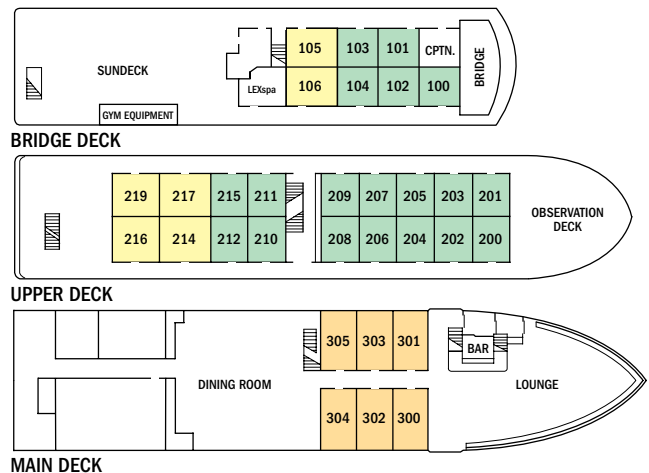 105 103 101 CPTN.
SUNDECK
BRIDGE
LEXspa 106 104 102 100
GYM EQUIPMENT
BRIDGE DECK
219 217 215 211 209 207 205 203 201
OBSERVATION
DECK
216 214 212 210 208 206 204 202 200
UPPER DECK
305 303 301
BAR
DINING ROOM
LOUNGE
304 302 300
MAIN DECK